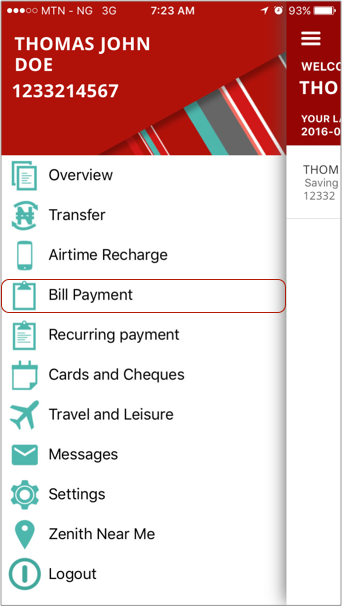 MTN - NG 3G 7:23 AM 93%
THOMAS JOHN
DOE
1233214567
WELCO
THO
YOUR LA
2016-0
THOM
Saving
12332
Overview
Transfer
Airtime Recharge
Bill Payment
Recurring payment
Cards and Cheques
Travel and Leisure
Messages
Settings
Zenith Near Me
Logout